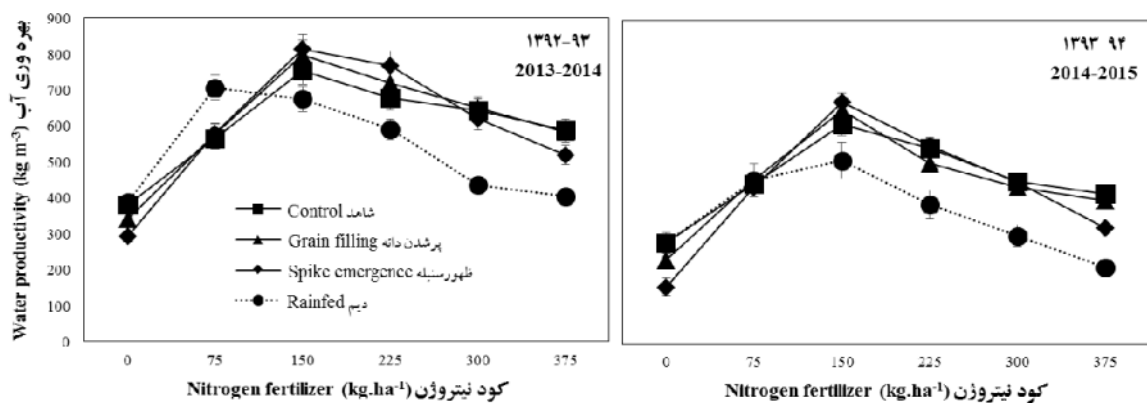 بهره وری آب
Water productivity (kg m⁻³)
900
800
700
600
500
400
300
200
100
0
۱۳۹۲-۹۳
2013-2014
Control شاهد
Grain filling پرشدن دانه
Spike emergence ظهورسنبله
Rainfed دیم
0 75 150 225 300 375
Nitrogen fertilizer (kg.ha⁻¹) کود نیتروژن
۱۳۹۳ ۹۴
2014-2015
0 75 150 225 300 375
Nitrogen fertilizer (kg.ha⁻¹) کود نیتروژن